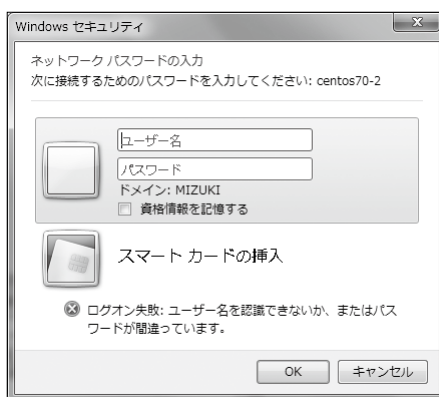 Windows セキュリティ
ネットワーク パスワードの入力
次に接続するためのパスワードを入力してください: centos70-2
ユーザー名
パスワード
ドメイン: MIZUKI
資格情報を記憶する
スマート カードの挿入
ログオン失敗: ユーザー名を認識できないか、またはパス
ワードが間違っています。
OK
キャンセル